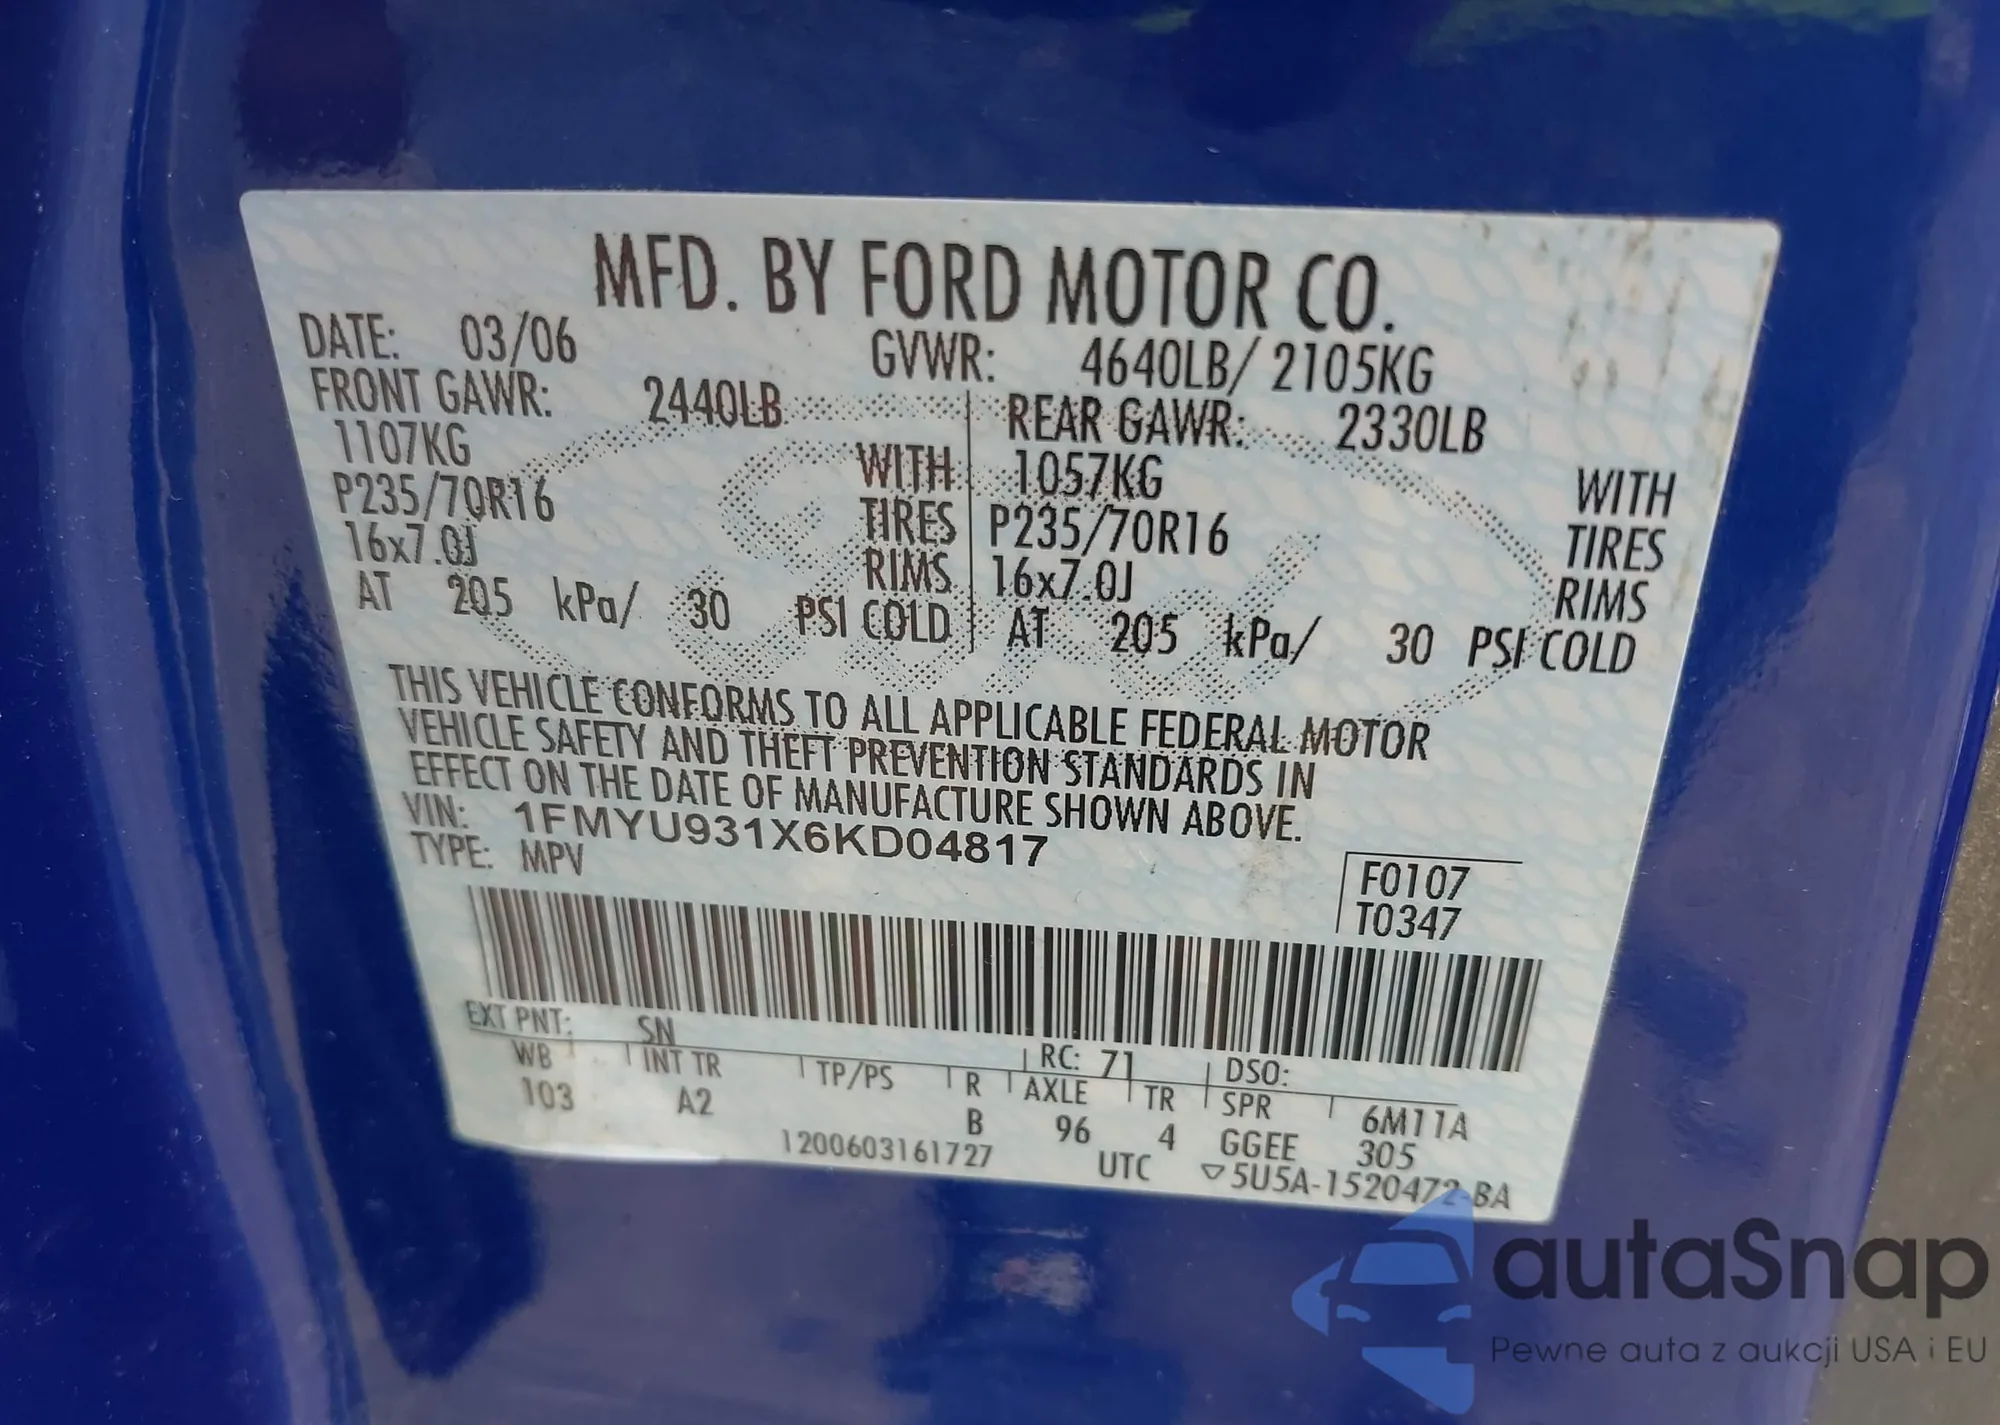 MFD. BY FORD MOTOR CO.
DATE: 03/06 GVWR: 4640LB/ 2105KG
FRONT GAWR: 2440LB REAR GAWR: 2330LB
1107KG WITH 1057KG WITH
P235/70R16 TIRES P235/70R16 TIRES
16x7.0J RIMS 16x7.0J RIMS
AT 205 kPa/ 30 PSI COLD AT 205 kPa/ 30 PSI COLD
THIS VEHICLE CONFORMS TO ALL APPLICABLE FEDERAL MOTOR
VEHICLE SAFETY AND THEFT PREVENTION STANDARDS IN
EFFECT ON THE DATE OF MANUFACTURE SHOWN ABOVE.
VIN: 1FMYU931X6KD04817
TYPE: MPV
F0107
T0347
EXT PNT: SN RC: 71 DSO:
WB INT TR TP/PS R AXLE TR SPR 6M11A
103 A2 B 96 4 GGEE 305
1200603161727 UTC ▽5U5A-1520472-BA
autaSnap
Pewne auta z aukcji USA i EU